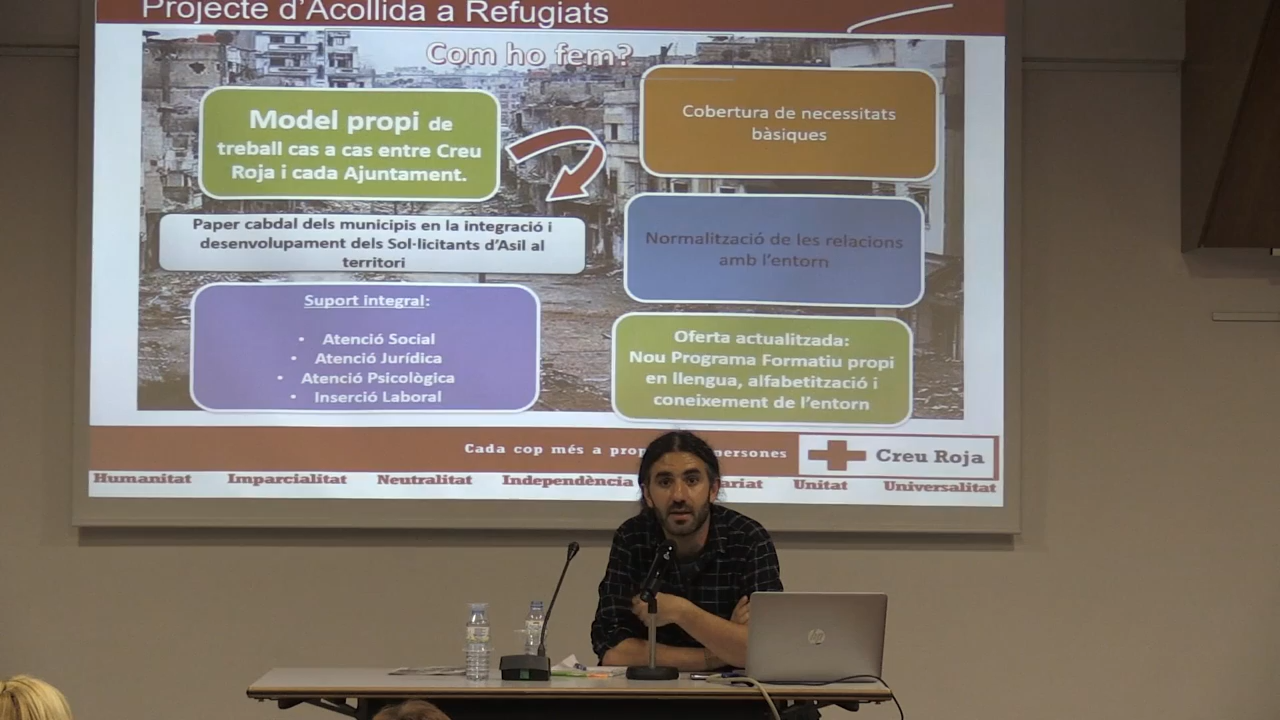 Projecte d'Acollida a Refugiats
Com ho fem?
Model propi de
treball cas a cas entre Creu
Roja i cada Ajuntament.
Paper cabdal dels municipis en la integració i
desenvolupament dels Sol·licitants d'Asil al
territori
Suport integral:
• Atenció Social
• Atenció Jurídica
• Atenció Psicològica
• Inserció Laboral
Cobertura de necessitats
bàsiques
Normalització de les relacions
amb l'entorn
Oferta actualitzada:
Nou Programa Formatiu propi
en llengua, alfabetització i
coneixement de l'entorn
Cada cop més a prop persones
Creu Roja
Humanitat Imparcialitat Neutralitat Independència Unitat Universalitat
hp